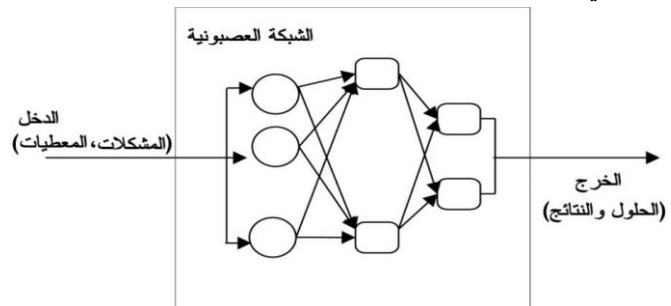 الشبكة العصبونية
الدخل
(المشكلات، المعطيات)
الخرج
(الحلول والنتائج)